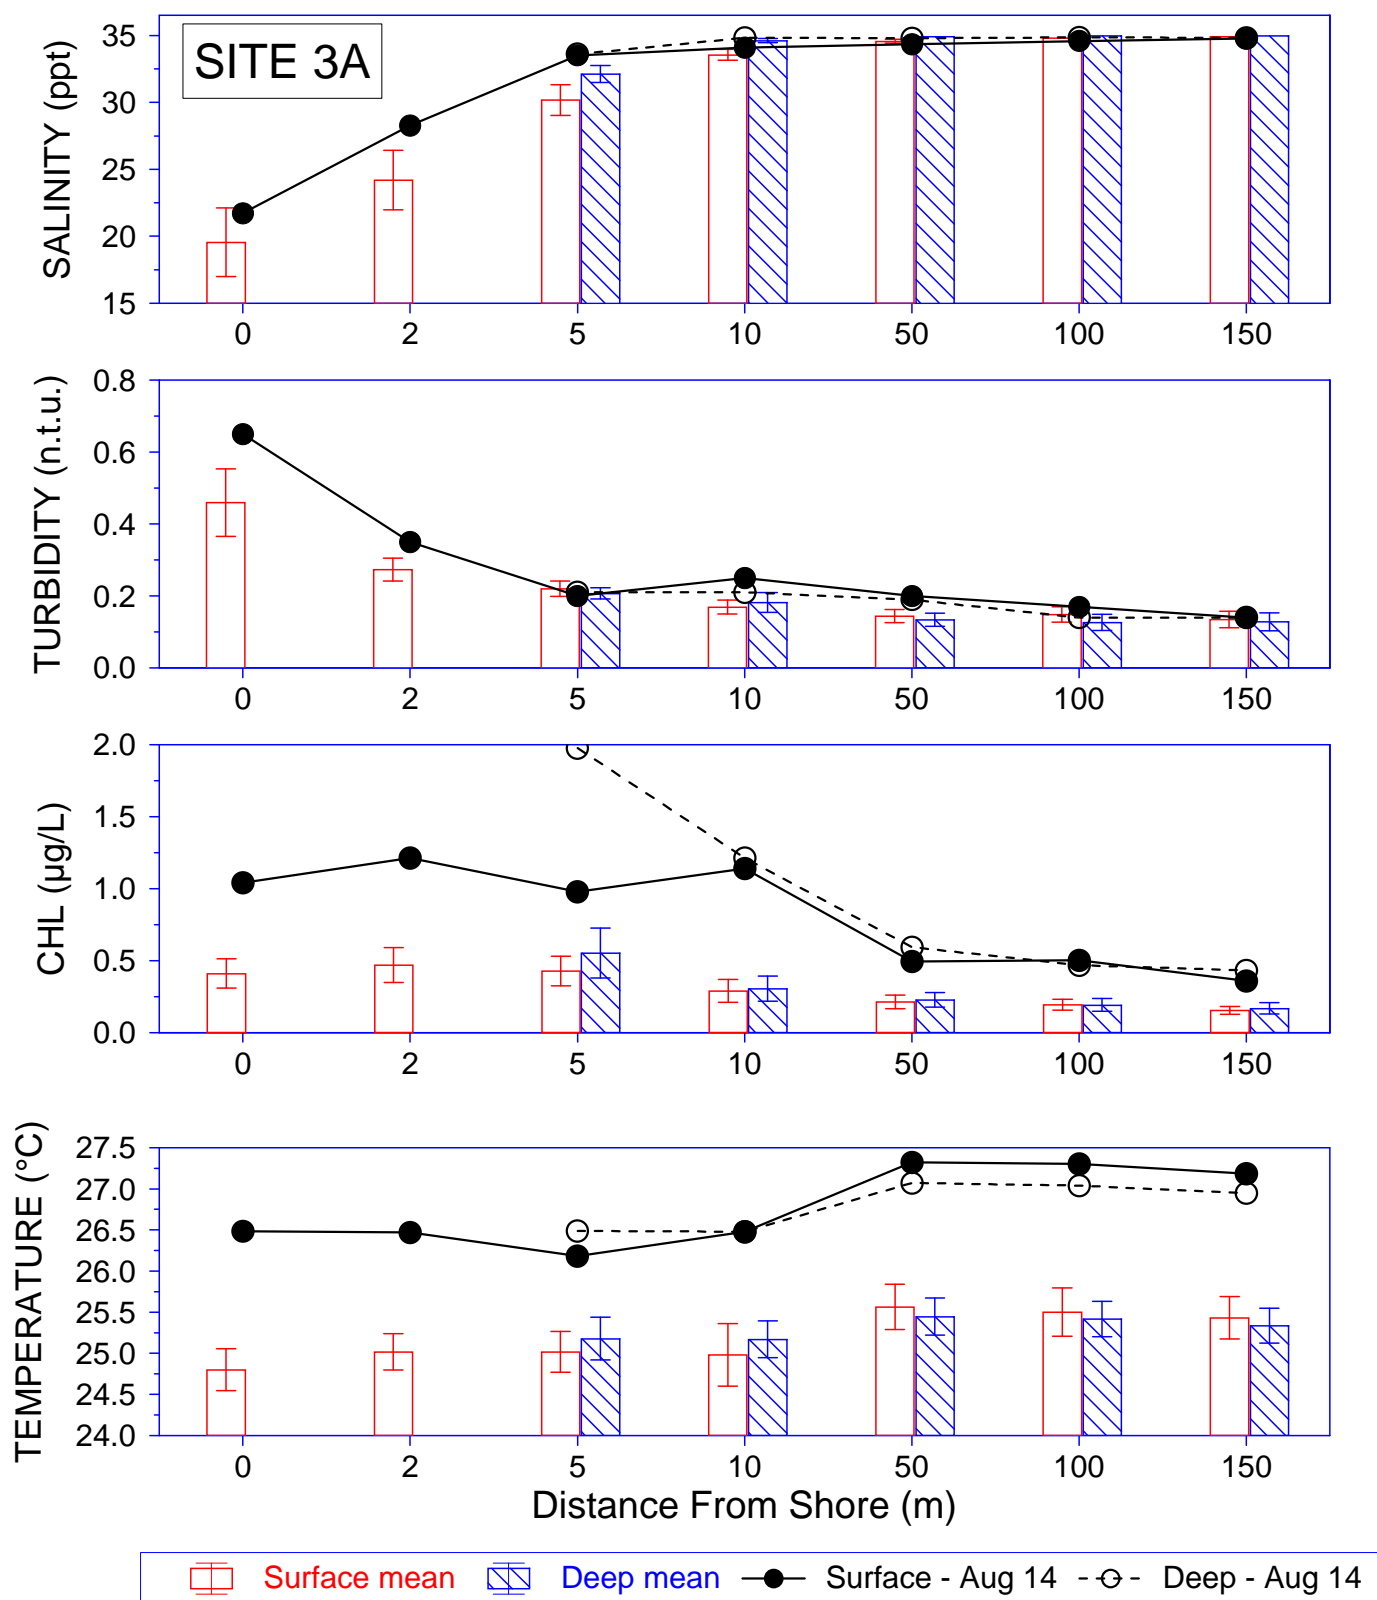 SITE 3A
SALINITY (ppt)
35
30
25
20
15
0 2 5 10 50 100 150
TURBIDITY (n.t.u.)
0.8
0.6
0.4
0.2
0.0
0 2 5 10 50 100 150
CHL (µg/L)
2.0
1.5
1.0
0.5
0.0
0 2 5 10 50 100 150
TEMPERATURE (°C)
27.5
27.0
26.5
26.0
25.5
25.0
24.5
24.0
0 2 5 10 50 100 150
Distance From Shore (m)
Surface mean Deep mean Surface - Aug 14 Deep - Aug 14